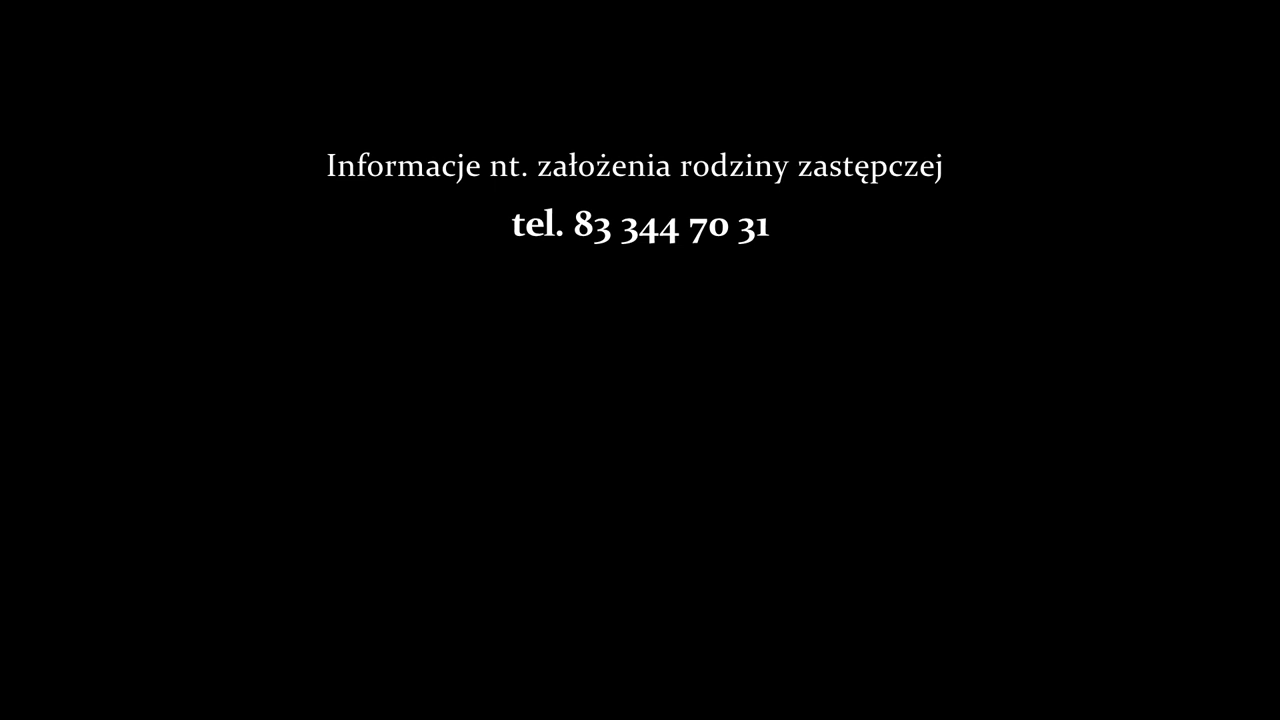 Informacje nt. założenia rodziny zastępczej
tel. 83 344 70 31